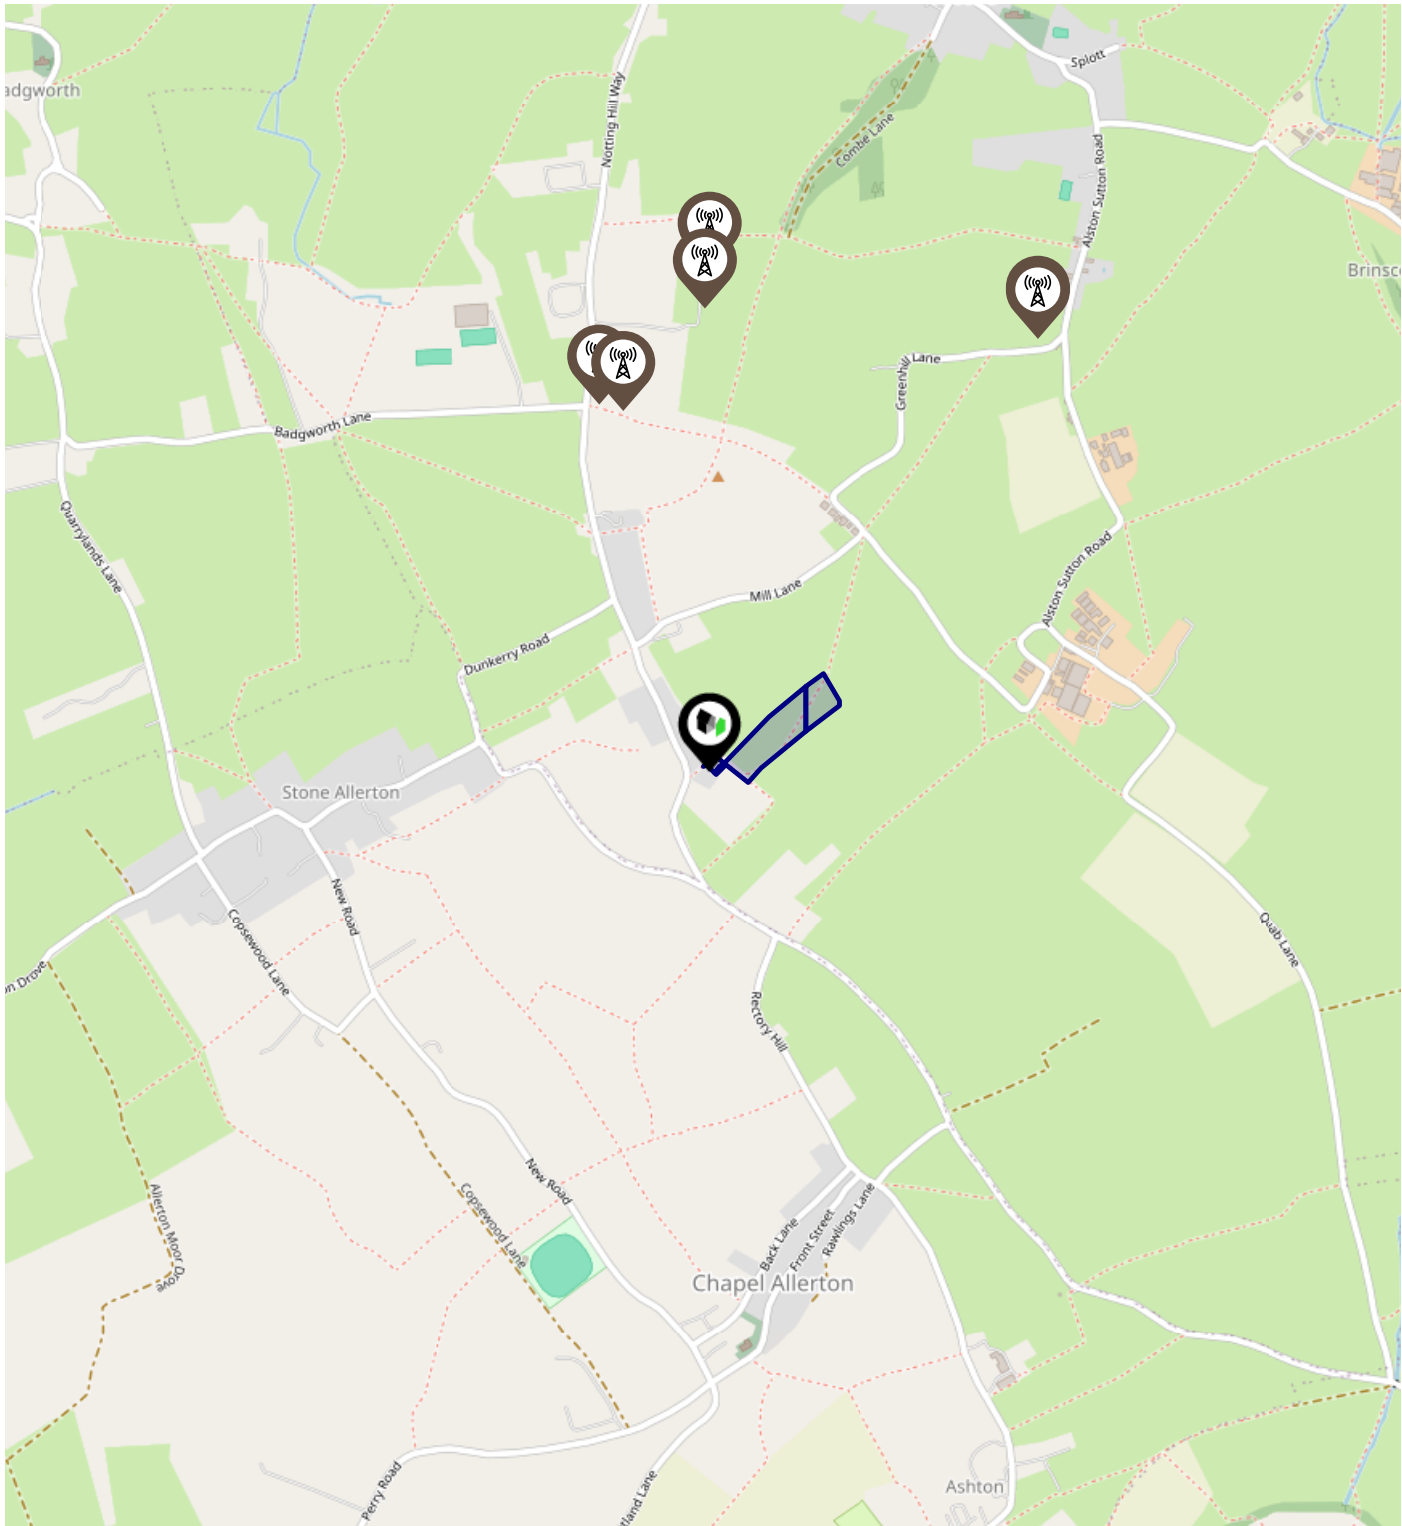 Splott
adgworth
Notting Hill Way
Combe Lane
Alston Sutton Road
Brinsc
Greenhill Lane
Badgworth Lane
Quarrylands Lane
Alston Sutton Road
Mill Lane
Dunkerry Road
Stone Allerton
New Road
Copsewood Lane
Quab Lane
on Drove
Rectory Hill
New Road
Copsewood Lane
Allerton Moor Drove
Back Lane
Front Street
Rawlings Lane
Chapel Allerton
Perry Road
tland Lane
Ashton